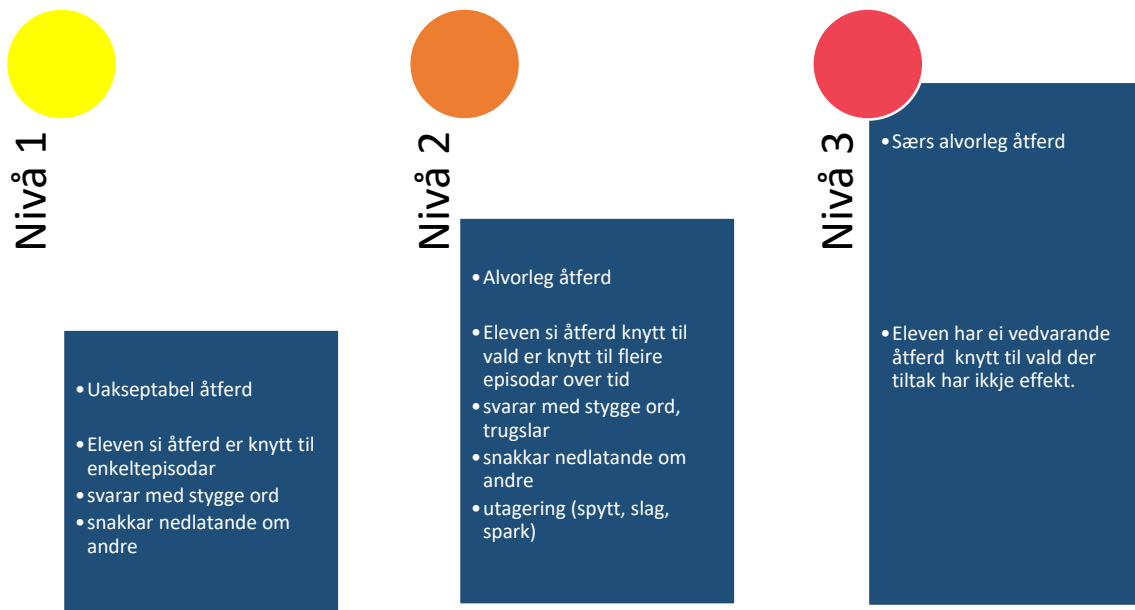 Nivå 1
• Uakseptabel åtferd
• Eleven si åtferd er knytt til
enkeltepisodar
• svarar med stygge ord
• snakkar nedlatande om
andre
Nivå 2
• Alvorleg åtferd
• Eleven si åtferd knytt til
vald er knytt til fleire
episodar over tid
• svarar med stygge ord,
trugslar
• snakkar nedlatande om
andre
• utagering (spytt, slag,
spark)
Nivå 3
• Særs alvorleg åtferd
• Eleven har ei vedvarande
åtferd  knytt til vald der
tiltak har ikkje effekt.